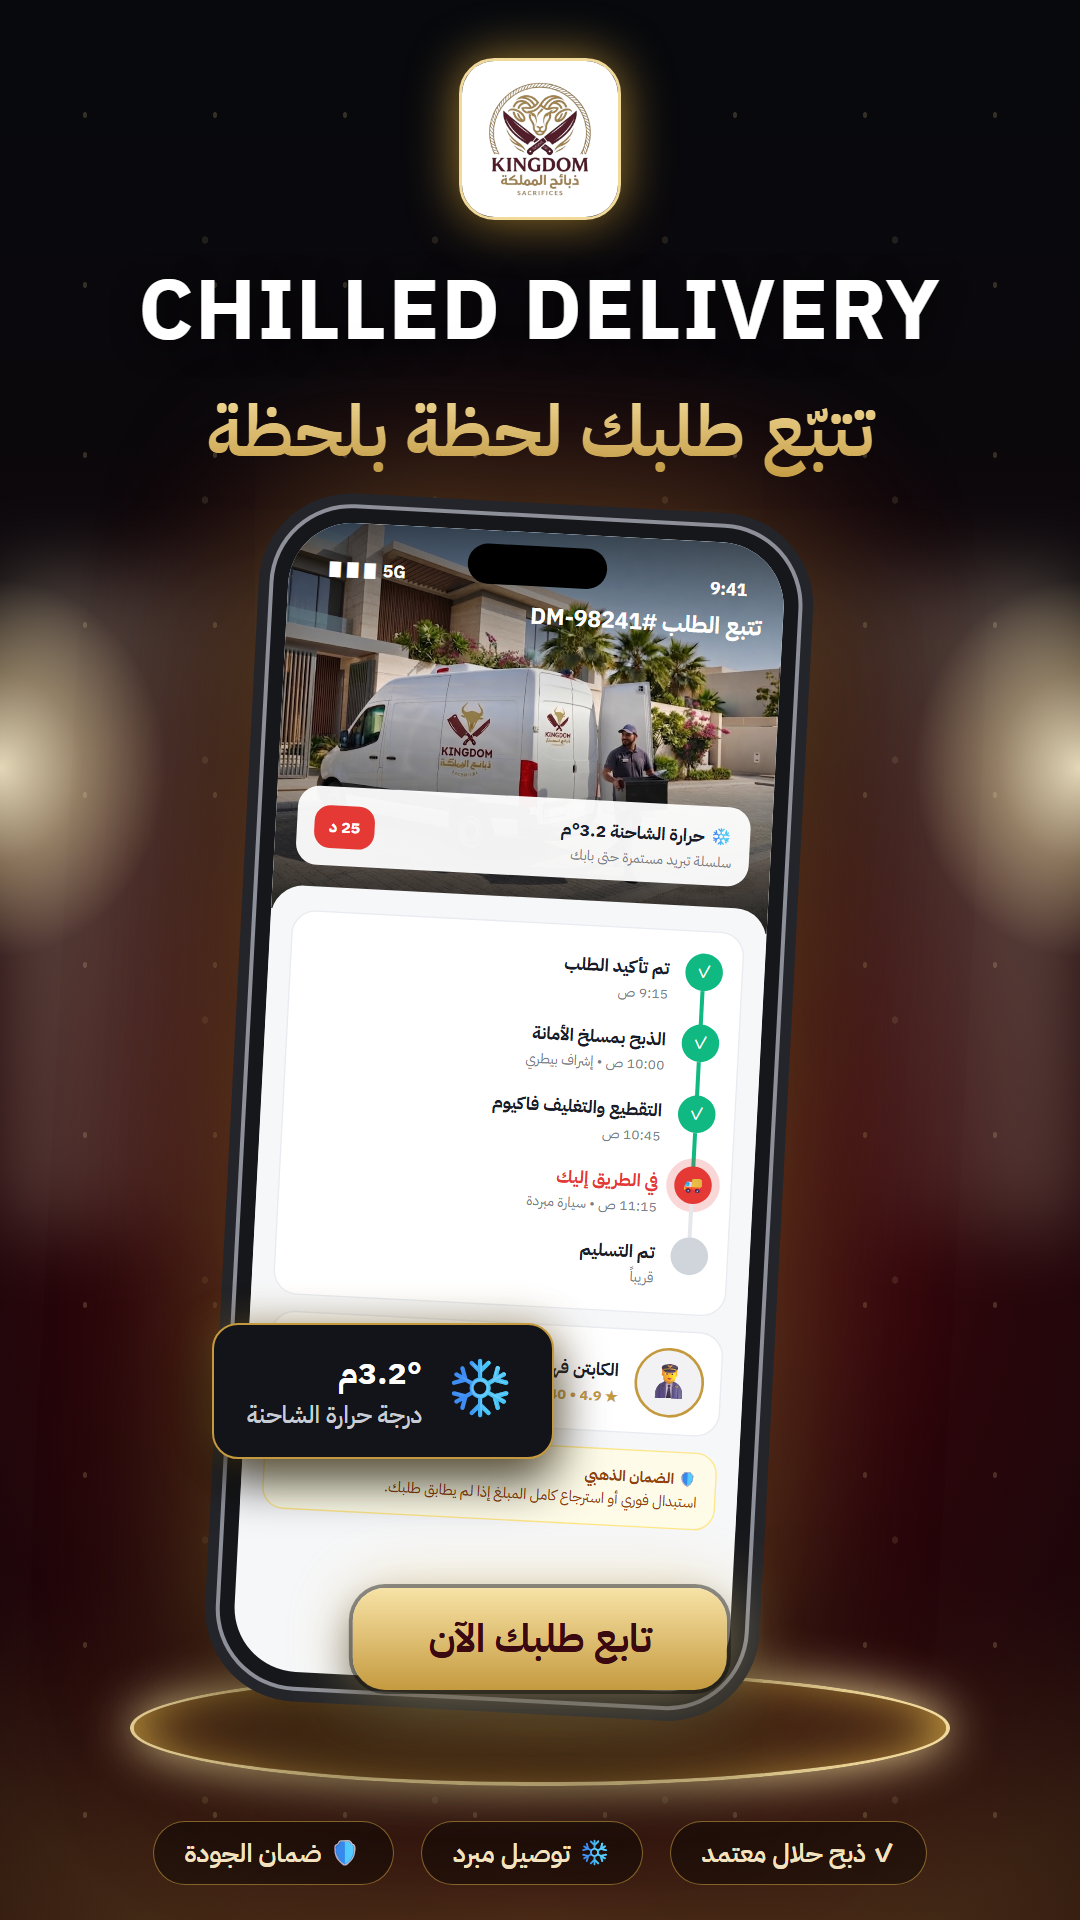 KINGDOM
ذبائح المملكة
SACRIFICES
CHILLED DELIVERY
تتبّع طلبك لحظة بلحظة
5G
9:41
تتبع الطلب #DM-98241
KINGDOM
KINGDOM
❄️ حرارة الشاحنة 3.2°م
سلسلة تبريد مستمرة حتى بابك
25 د
تم تأكيد الطلب
9:15 ص
الذبح بمسلخ الأمانة
10:00 ص • إشراف بيطري
التقطيع والتغليف فاكيوم
10:45 ص
في الطريق إليك
11:15 ص • سيارة مبردة
تم التسليم
قريباً
الكابتن
★ 4.9 •
3.2°م
درجة حرارة الشاحنة
الضمان الذهبي
استبدال فوري أو استرجاع كامل المبلغ إذا لم يطابق طلبك.
تابع طلبك الآن
✓ ذبح حلال معتمد
❄️ توصيل مبرد
🛡️ ضمان الجودة